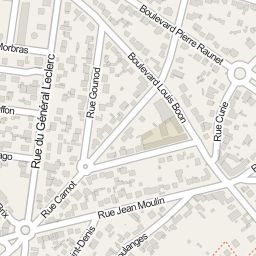 Boulevard Pierre Raunet
Morbras
Boulevard Louis Boon
Rue du Général Leclerc
Rue Gounod
Rue Curie
Rue Carnot
Rue Jean Moulin